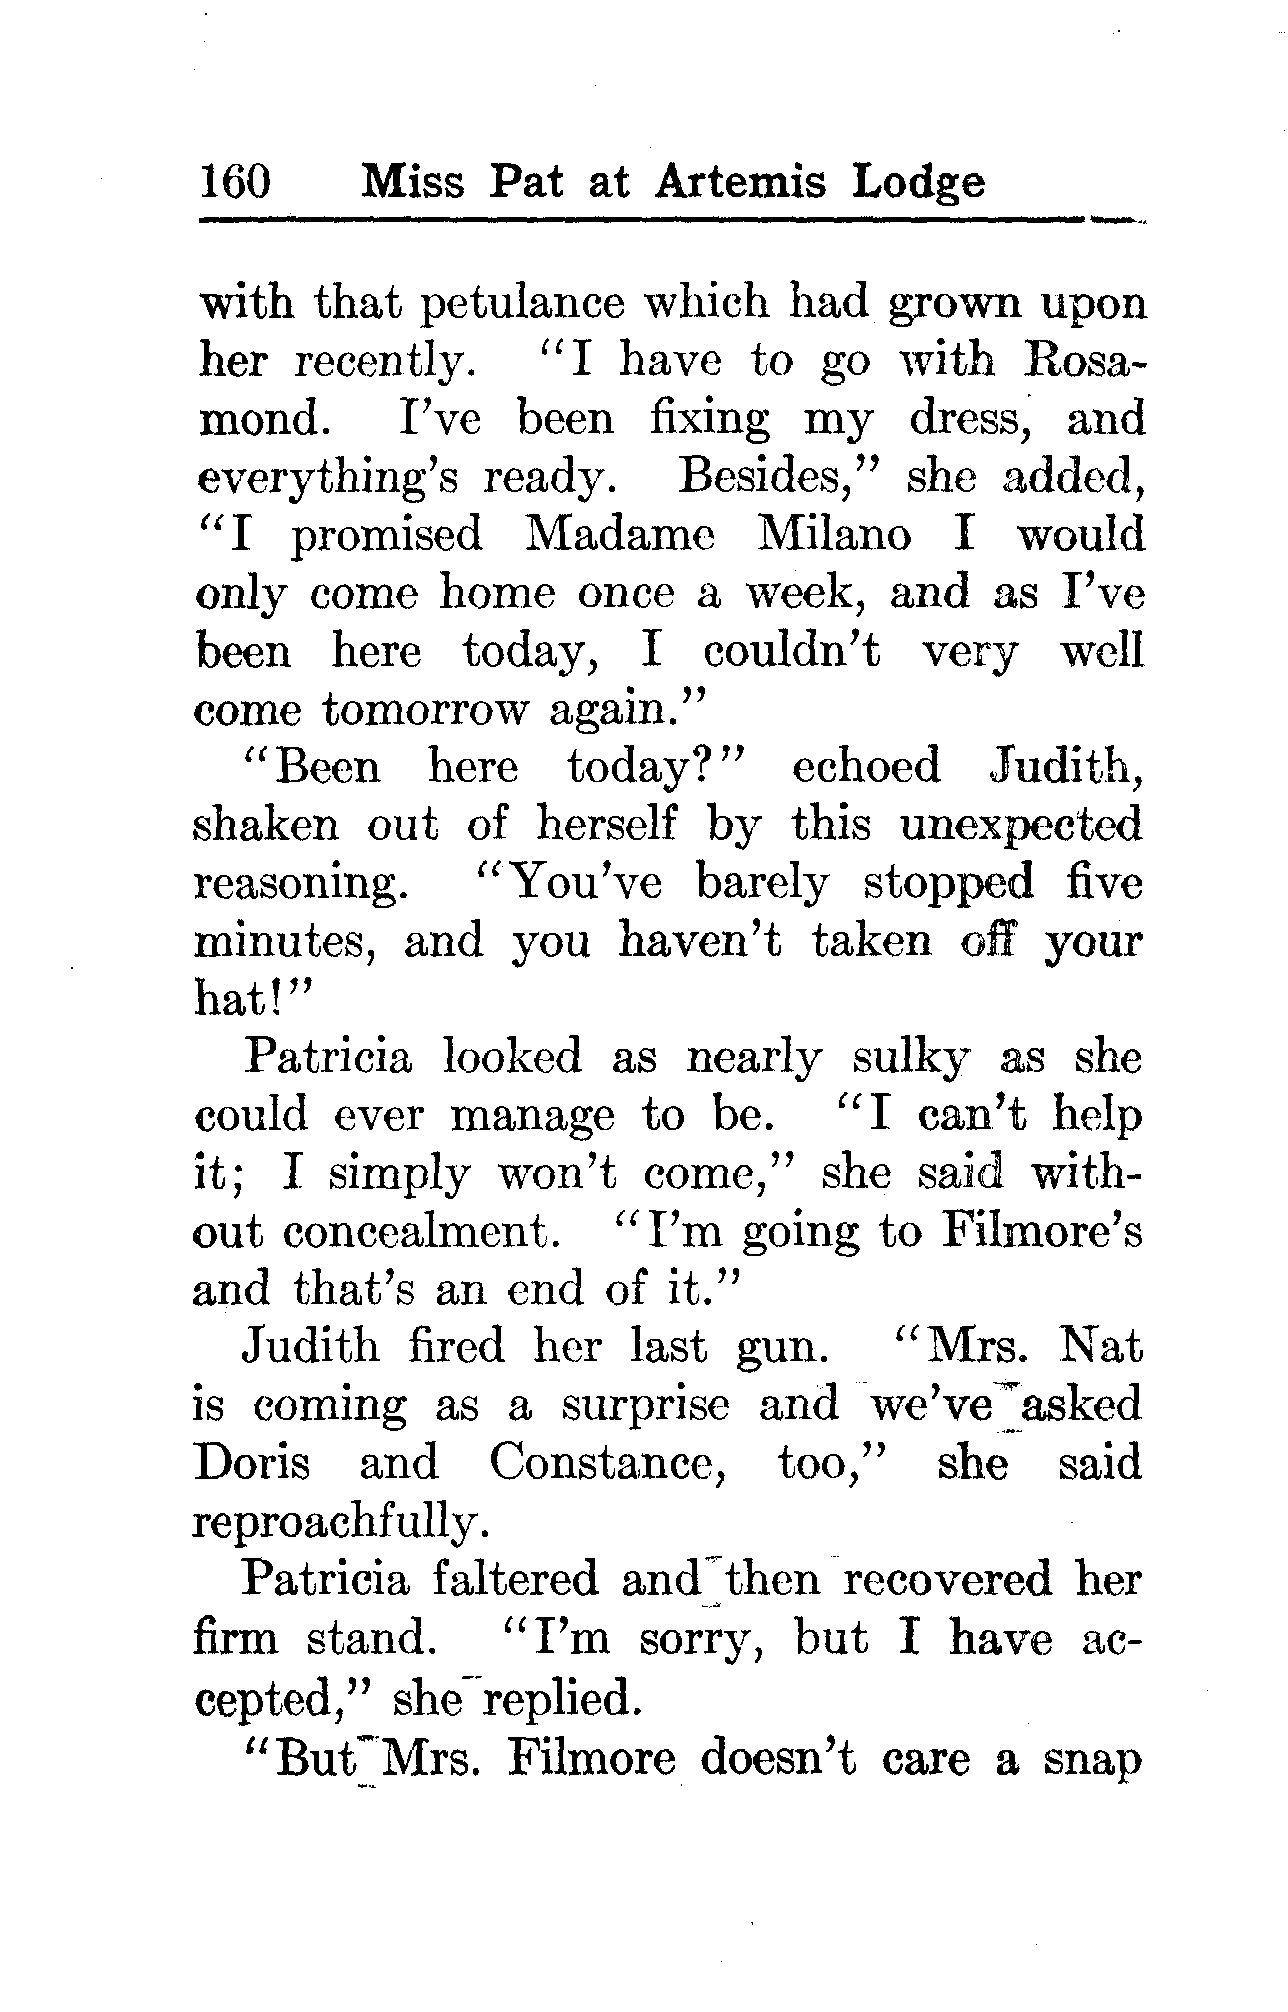 160 Miss Pat at Artemis Lodge
with that petulance which had grown upon
her recently. “I have to go with Rosa-
mond. I’ve been fixing my dress, and
everything’s ready. Besides,” she added,
“I promised Madame Milano I would
only come home once a week, and as I’ve
been here today, I couldn’t very well
come tomorrow again.”
“Been here today?” echoed Judith,
shaken out of herself by this unexpected
reasoning. “You’ve barely stopped five
minutes, and you haven’t taken off your
hat!”
Patricia looked as nearly sulky as she
could ever manage to be. “I can’t help
it; I simply won’t come,” she said with-
out concealment. “I’m going to Filmore’s
and that’s an end of it.”
Judith fired her last gun. “Mrs. Nat
is coming as a surprise and we’ve asked
Doris and Constance, too,” she said
reproachfully.
Patricia faltered and then recovered her
firm stand. “I’m sorry, but I have ac-
cepted,” she replied.
“But Mrs. Filmore doesn’t care a snap